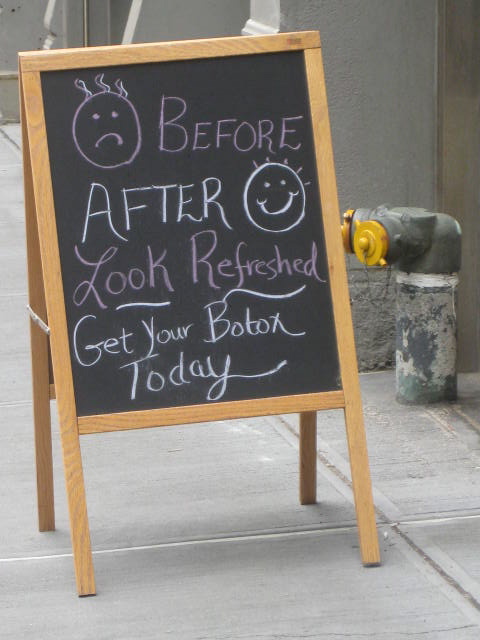 BEFORE
AFTER
Look Refreshed
Get Your Botox
Today